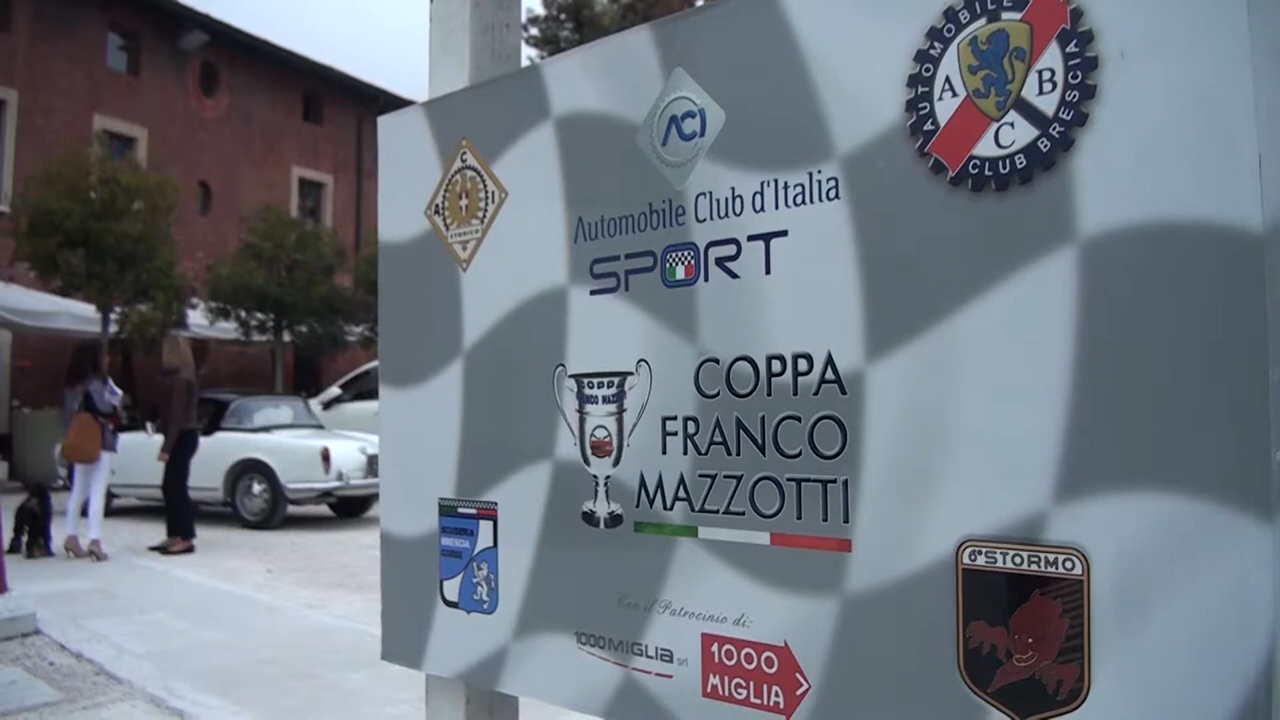 AUTOMOBILE
A B
C
CLUB BRESCIA
ACI
A C I
STORICO
Automobile Club d'Italia
SPORT
COPPA
FRANCO MAZZOTTI
COPPA
FRANCO
MAZZOTTI
SCUDERIA
BRESCIA
CORSE
6° STORMO
Con il Patrocinio di:
1000 MIGLIA srl
1000
MIGLIA